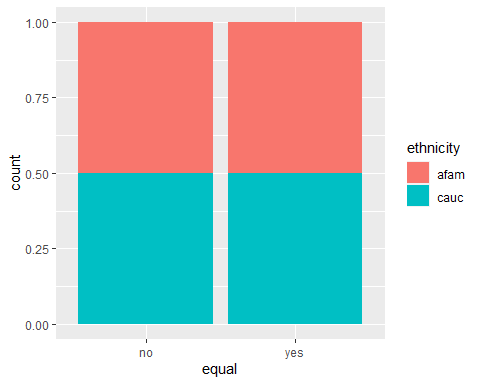 1.00
0.75
0.50
0.25
0.00
count
no yes
equal
ethnicity
afam
cauc